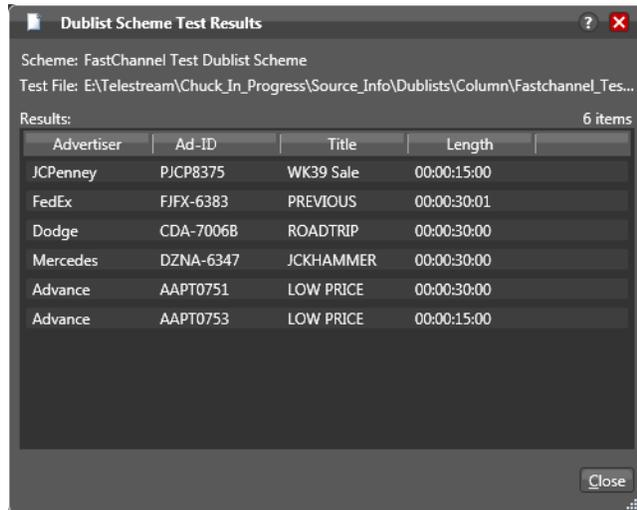 Dublist Scheme Test Results ?
Scheme: FastChannel Test Dublist Scheme
Test File: E:\Telestream\Chuck_In_Progress\Source_Info\Dublists\Column\Fastchannel_Tes...
Results: 6 items
Advertiser Ad-ID Title Length
JCPenney PJCP8375 WK39 Sale 00:00:15:00
FedEx FJFX-6383 PREVIOUS 00:00:30:01
Dodge CDA-7006B ROADTRIP 00:00:30:00
Mercedes DZNA-6347 JCKHAMMER 00:00:30:00
Advance AAPT0751 LOW PRICE 00:00:30:00
Advance AAPT0753 LOW PRICE 00:00:15:00
Close